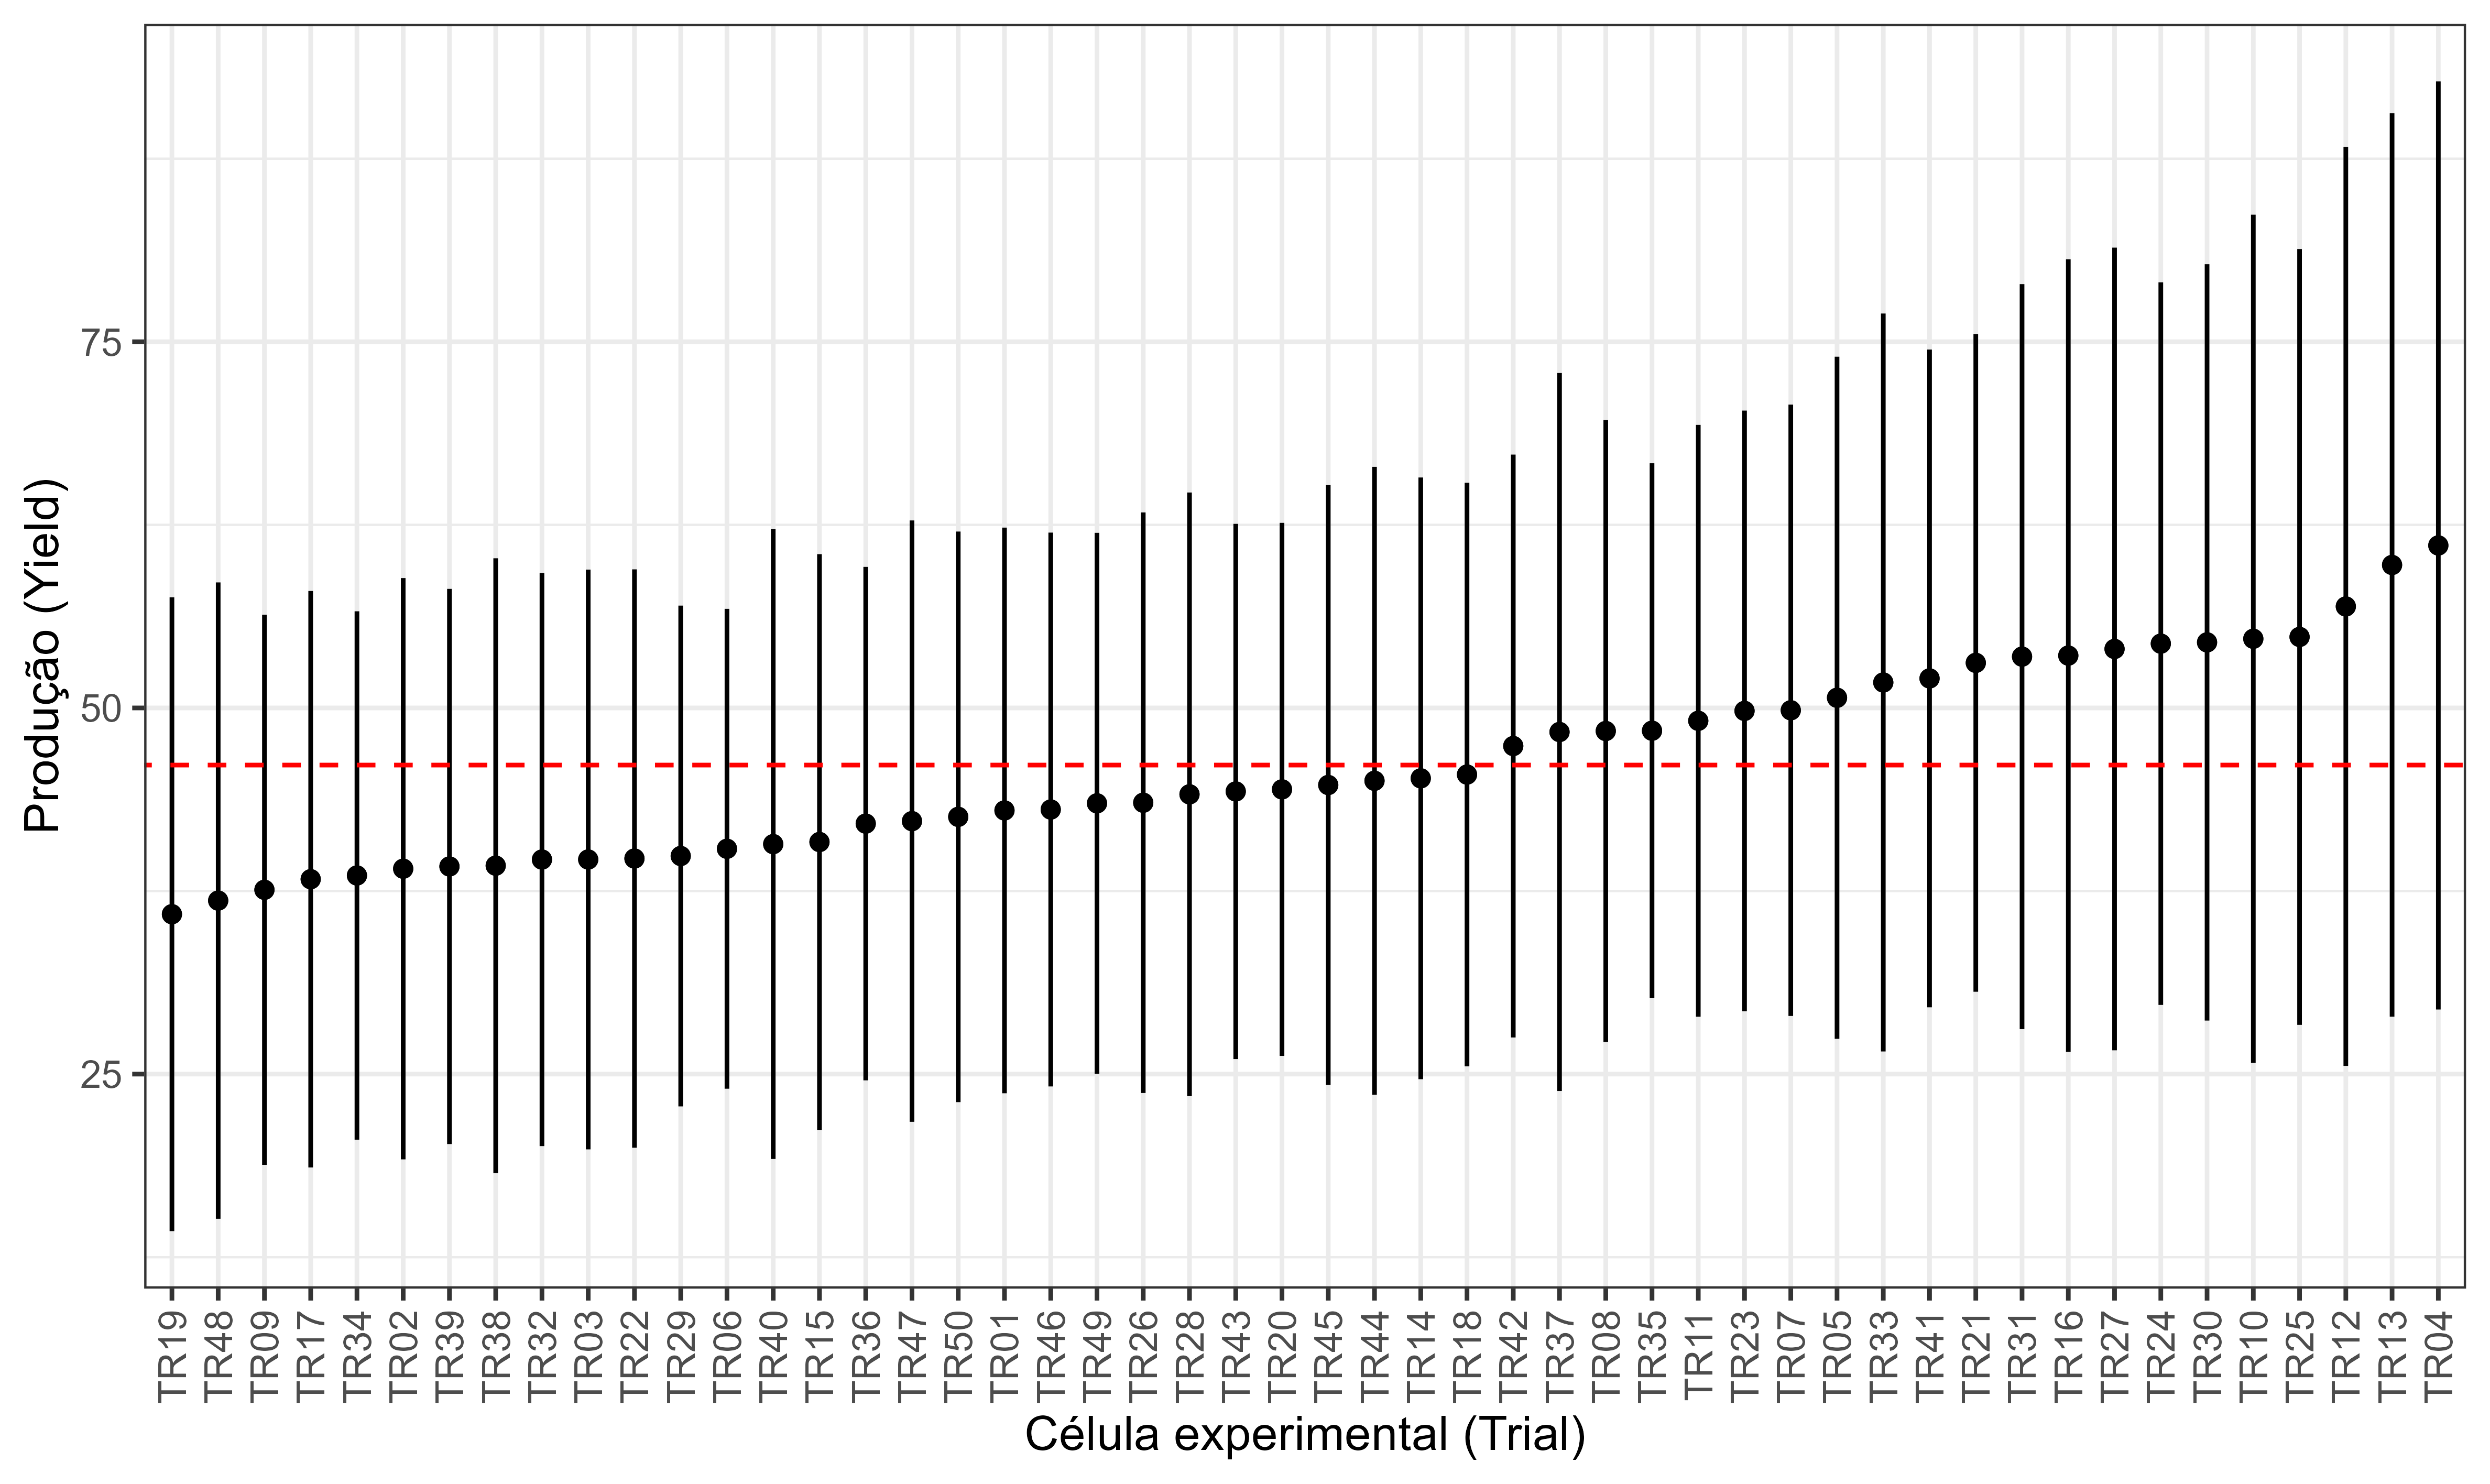 Produção (Yield)
75
50
25
TR19 TR48 TR09 TR17 TR34 TR02 TR39 TR38 TR32 TR03 TR22 TR29 TR06 TR40 TR15 TR36 TR47 TR50 TR01 TR46 TR49 TR26 TR28 TR43 TR20 TR45 TR44 TR14 TR18 TR42 TR37 TR08 TR35 TR11 TR23 TR07 TR05 TR33 TR41 TR21 TR31 TR16 TR27 TR24 TR30 TR10 TR25 TR12 TR13 TR04
Célula experimental (Trial)